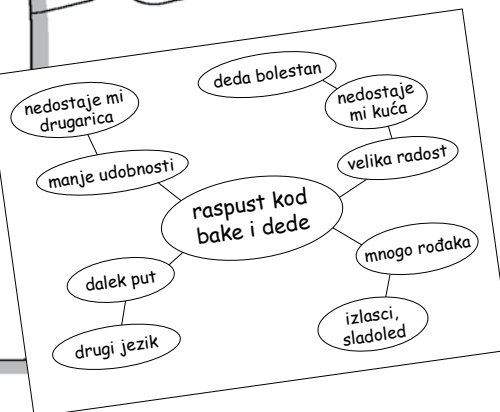 deda bolestan
nedostaje mi
drugarica
nedostaje
mi kuća
manje udobnosti
velika radost
raspust kod
bake i dede
mnogo rođaka
dalek put
izlasci,
sladoled
drugi jezik